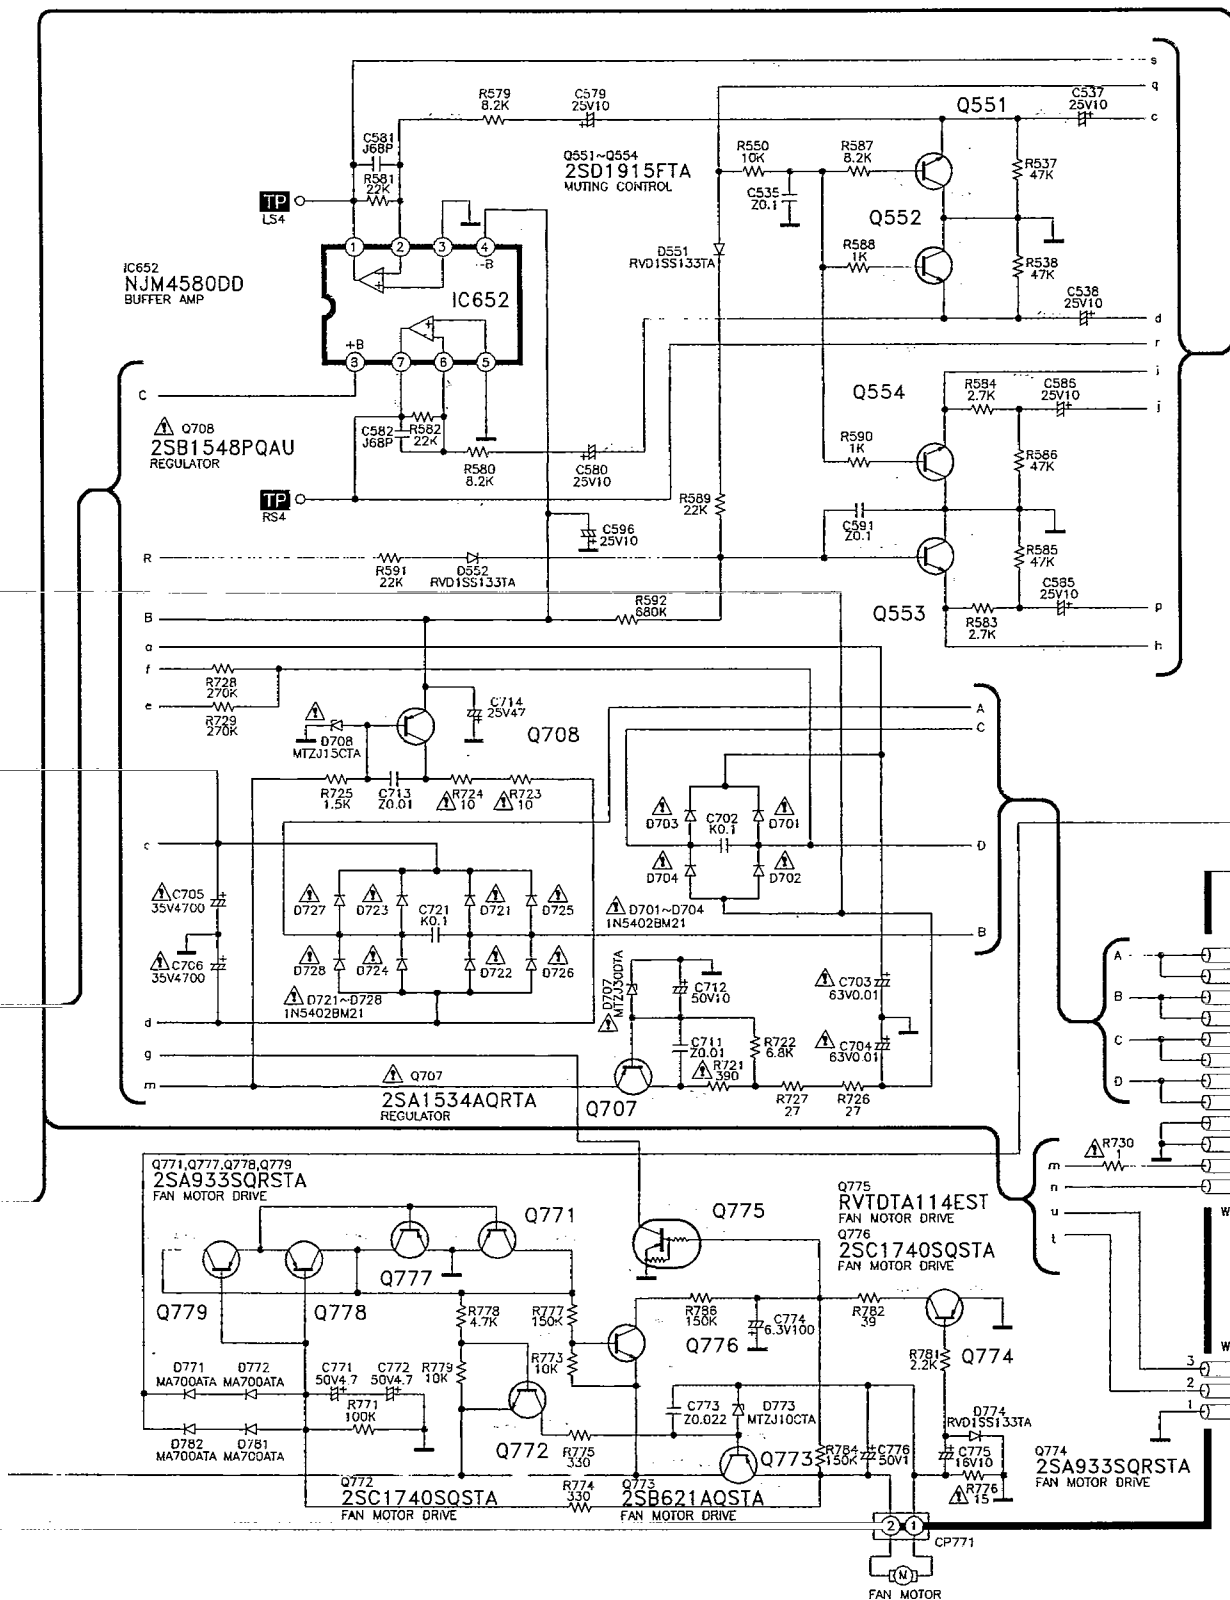 s
q
R579
8.2K
C579
25V10
Q551
C537
25V10
c
C581
J68P
Q551~Q554
2SD1915FTA
MUTING CONTROL
R550
10K
R587
8.2K
R537
47K
R581
22K
TP
LS4
C535
Z0.1
Q552
1
2
3
4
-B
D551
RVD1SS133TA
R588
1K
R538
47K
IC652
NJM4580DD
BUFFER AMP
IC652
C538
25V10
d
+B
8
7
6
5
r
i
C
Q554
R584
2.7K
C586
25V10
j
Q708
2SB1548PQAU
REGULATOR
C582
J68P
R582
22K
R590
1K
R586
47K
R580
8.2K
C580
25V10
TP
RS4
R589
22K
C591
Z0.1
C596
25V10
R585
47K
R
R591
22K
D552
RVD1SS133TA
C585
25V10
R592
680K
B
Q553
R583
2.7K
p
a
h
f
R728
270K
e
R729
270K
C714
25V47
A
D708
MTZJ15CTA
Q708
C
R725
1.5K
C713
Z0.01
R724
10
R723
10
D703
C702
K0.1
D701
c
D
D704
D702
C705
35V4700
D727
D723
C721
K0.1
D721
D725
D701~D704
1N5402BM21
B
C706
35V4700
D728
D724
D722
D726
D721~D728
1N5402BM21
D707
MTZJ30DTA
C712
50V10
C703
63V0.01
A
B
d
C711
Z0.01
R722
6.8K
C704
63V0.01
C
g
R721
390
D
m
Q707
2SA1534AQRTA
REGULATOR
Q707
R727
27
R726
27
R730
1
m
n
u
t
Q771,Q777,Q778,Q779
2SA933SQRSTA
FAN MOTOR DRIVE
Q771
Q775
Q775
RVTDTA114EST
FAN MOTOR DRIVE
Q776
2SC1740SQSTA
FAN MOTOR DRIVE
W
Q777
Q779
Q778
R778
4.7K
R777
150K
R786
150K
C774
6.3V100
R782
39
Q776
Q774
R779
10K
R773
10K
R781
2.2K
W
D771
MA700ATA
D772
MA700ATA
C771
50V4.7
C772
50V4.7
3
2
1
R771
100K
C773
Z0.022
D773
MTZJ10CTA
D774
RVD1SS133TA
D782
MA700ATA
D781
MA700ATA
Q772
R775
330
Q773
R784
150K
C776
50V1
C775
16V10
R776
15
Q774
2SA933SQRSTA
FAN MOTOR DRIVE
Q772
2SC1740SQSTA
FAN MOTOR DRIVE
R774
330
Q773
2SB621AQSTA
FAN MOTOR DRIVE
2
1
CP771
M
FAN MOTOR